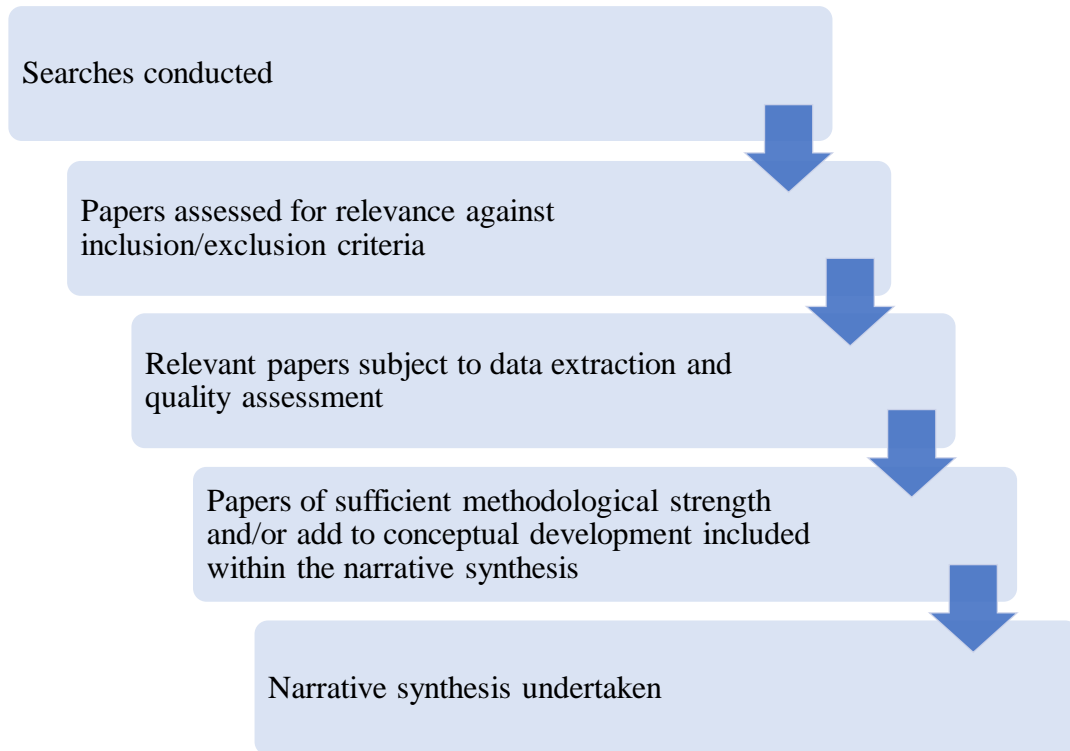 Searches conducted
Papers assessed for relevance against
inclusion/exclusion criteria
Relevant papers subject to data extraction and
quality assessment
Papers of sufficient methodological strength
and/or add to conceptual development included
within the narrative synthesis
Narrative synthesis undertaken